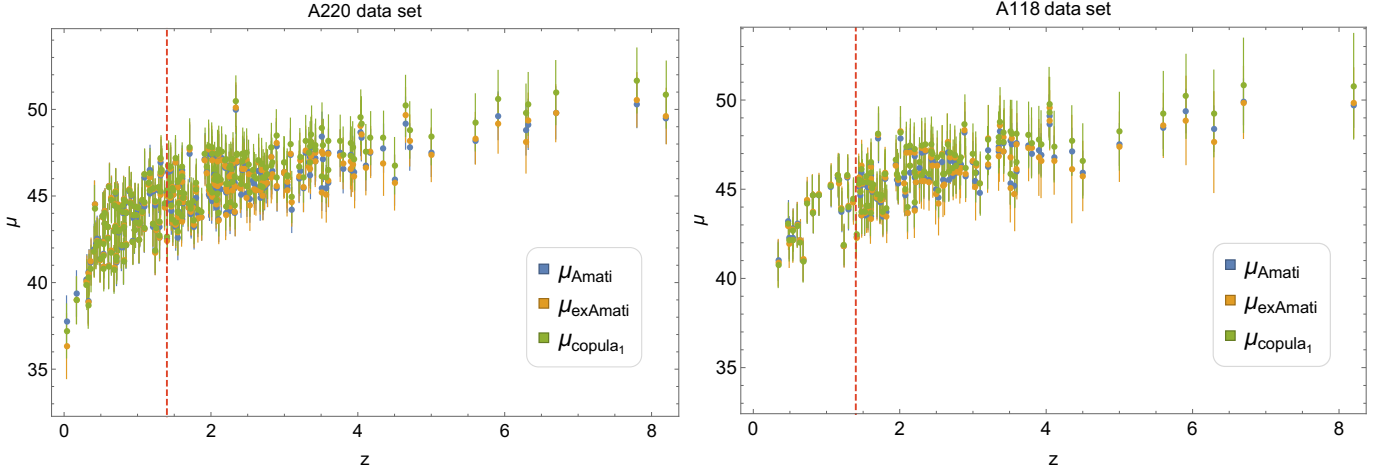 A220 data set
50
45
40
35
μ
0
2
4
6
8
z
μAmati
μexAmati
μcopula1
A118 data set
50
45
40
35
μ
0
2
4
6
8
z
μAmati
μexAmati
μcopula1